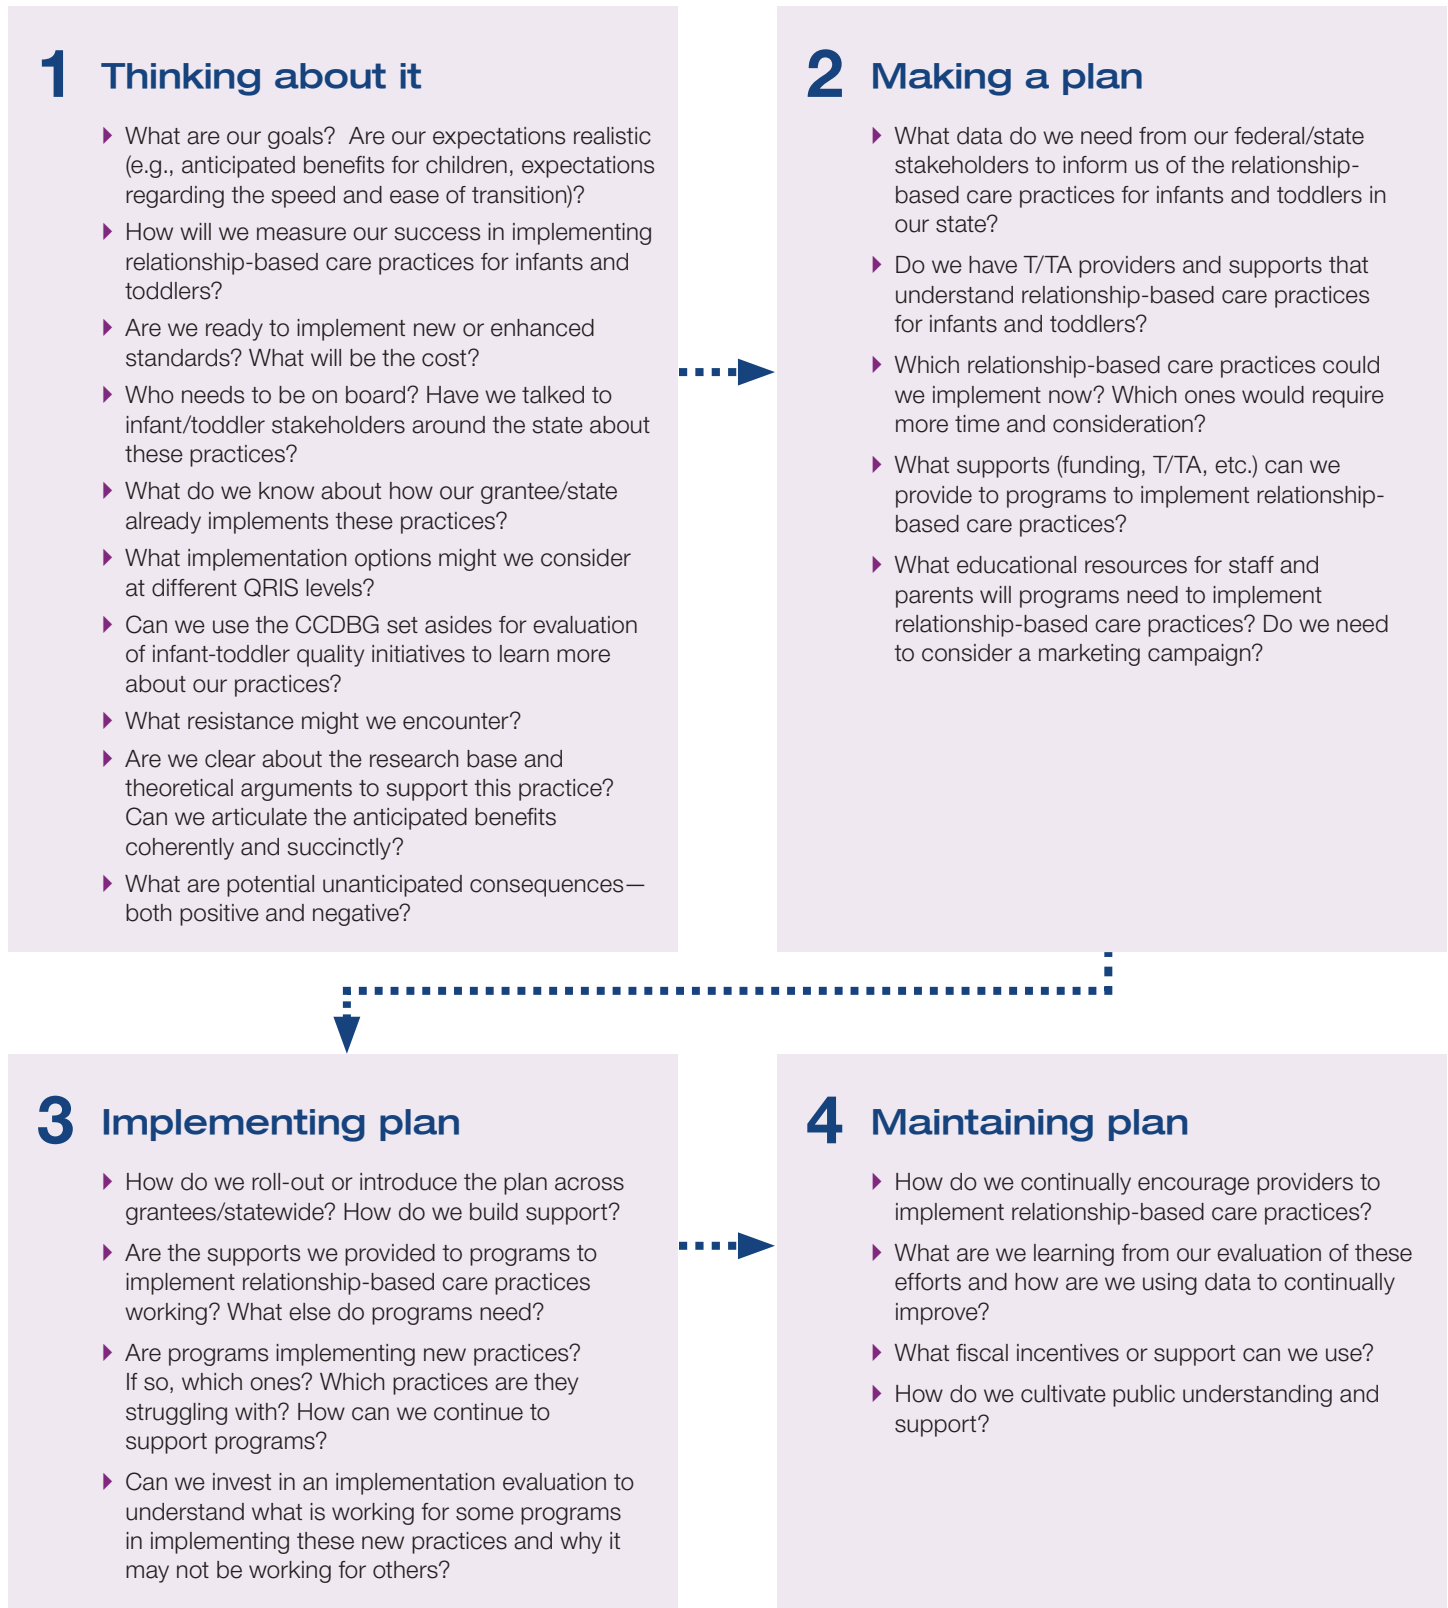 1 Thinking about it
What are our goals?  Are our expectations realistic
(e.g., anticipated benefits for children, expectations
regarding the speed and ease of transition)?
How will we measure our success in implementing
relationship-based care practices for infants and
toddlers?
Are we ready to implement new or enhanced
standards? What will be the cost?
Who needs to be on board? Have we talked to
infant/toddler stakeholders around the state about
these practices?
What do we know about how our grantee/state
already implements these practices?
What implementation options might we consider
at different QRIS levels?
Can we use the CCDBG set asides for evaluation
of infant-toddler quality initiatives to learn more
about our practices?
What resistance might we encounter?
Are we clear about the research base and
theoretical arguments to support this practice?
Can we articulate the anticipated benefits
coherently and succinctly?
What are potential unanticipated consequences—
both positive and negative?
2 Making a plan
What data do we need from our federal/state
stakeholders to inform us of the relationship-
based care practices for infants and toddlers in
our state?
Do we have T/TA providers and supports that
understand relationship-based care practices
for infants and toddlers?
Which relationship-based care practices could
we implement now? Which ones would require
more time and consideration?
What supports (funding, T/TA, etc.) can we
provide to programs to implement relationship-
based care practices?
What educational resources for staff and
parents will programs need to implement
relationship-based care practices? Do we need
to consider a marketing campaign?
3 Implementing plan
How do we roll-out or introduce the plan across
grantees/statewide? How do we build support?
Are the supports we provided to programs to
implement relationship-based care practices
working? What else do programs need?
Are programs implementing new practices?
If so, which ones? Which practices are they
struggling with? How can we continue to
support programs?
Can we invest in an implementation evaluation to
understand what is working for some programs
in implementing these new practices and why it
may not be working for others?
4 Maintaining plan
How do we continually encourage providers to
implement relationship-based care practices?
What are we learning from our evaluation of these
efforts and how are we using data to continually
improve?
What fiscal incentives or support can we use?
How do we cultivate public understanding and
support?